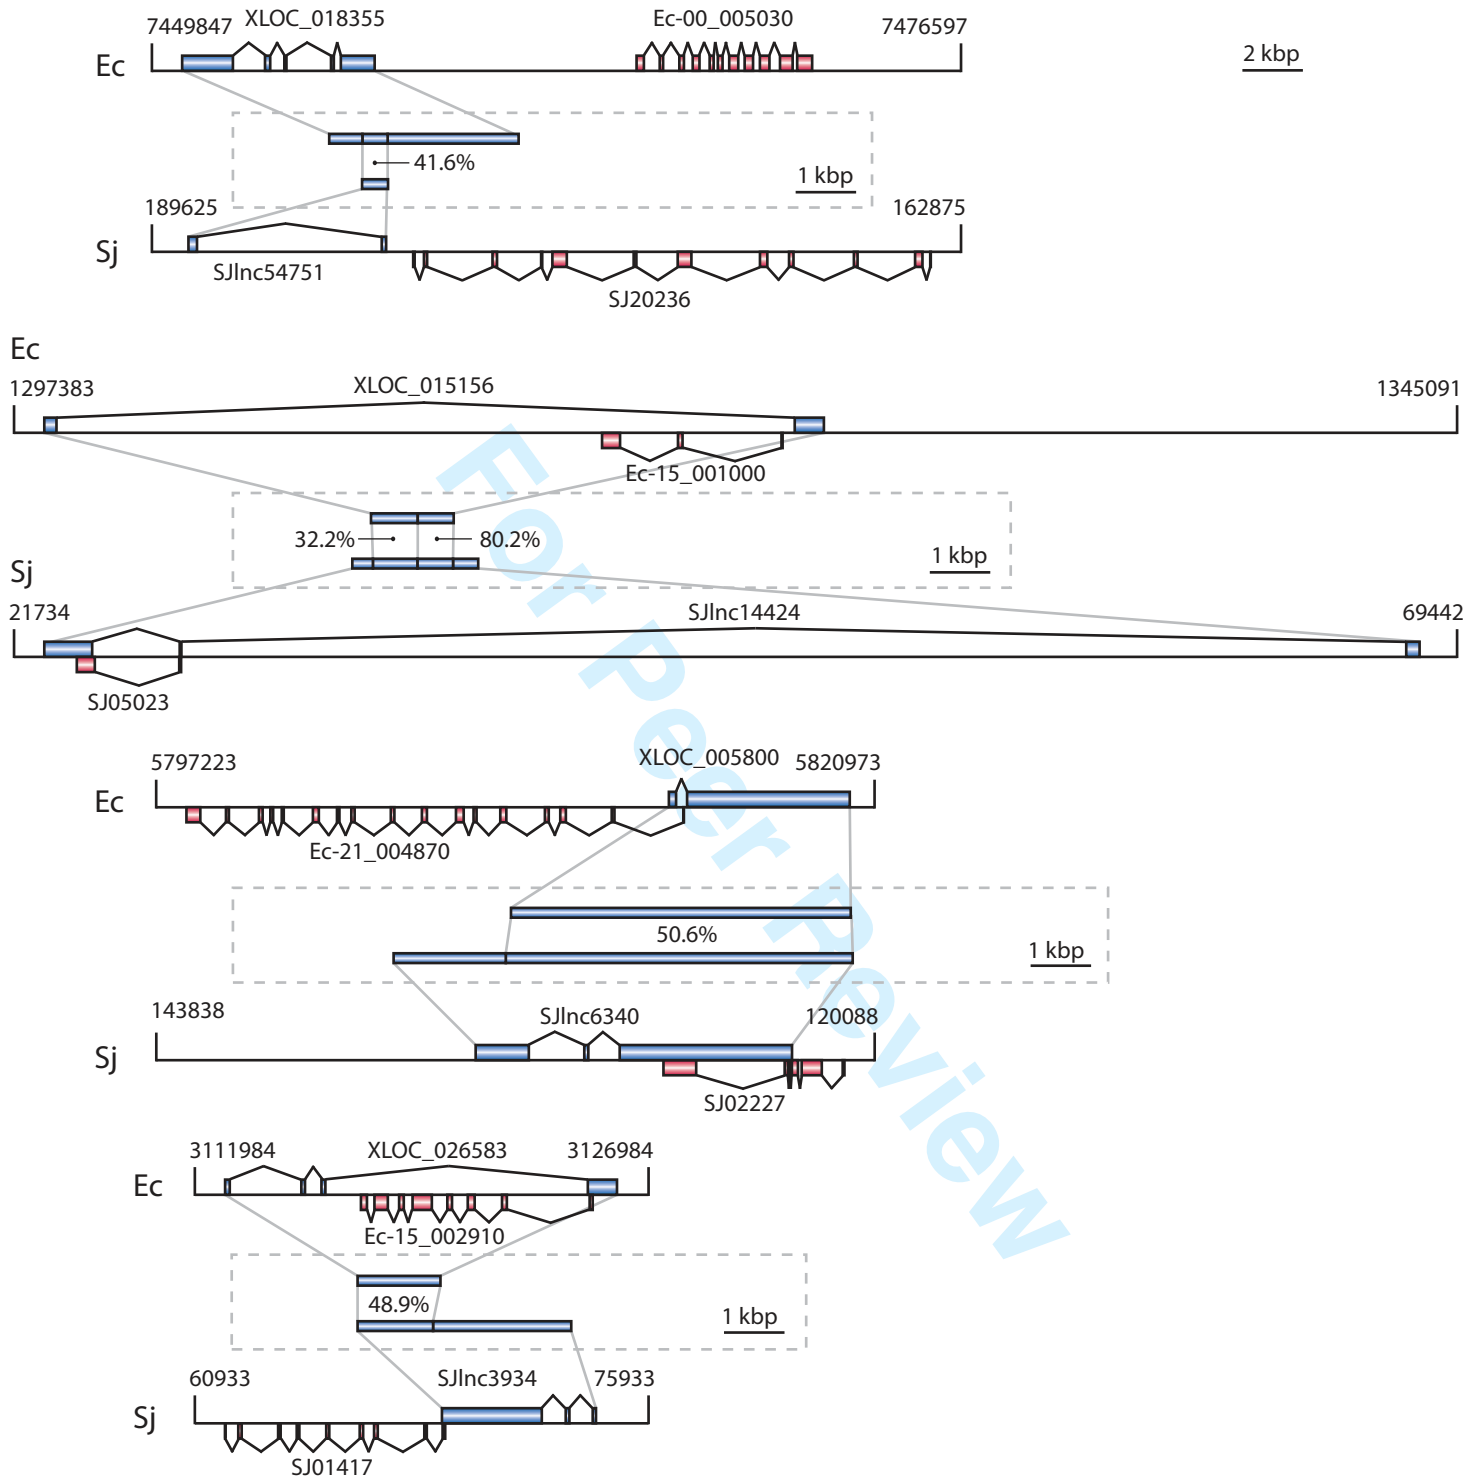 7449847 XLOC_018355 Ec-00_005030 7476597
Ec
2 kbp
41.6%
1 kbp
189625 162875
Sj
SJlnc54751
SJ20236
Ec
1297383 XLOC_015156 1345091
Ec-15_001000
32.2% 80.2%
1 kbp
Sj
21734 SJlnc14424 69442
SJ05023
5797223 XLOC_005800 5820973
Ec
Ec-21_004870
50.6%
1 kbp
143838 SJlnc6340 120088
Sj
SJ02227
3111984 XLOC_026583 3126984
Ec
Ec-15_002910
48.9%
1 kbp
60933 SJlnc3934 75933
Sj
SJ01417
For Peer Review